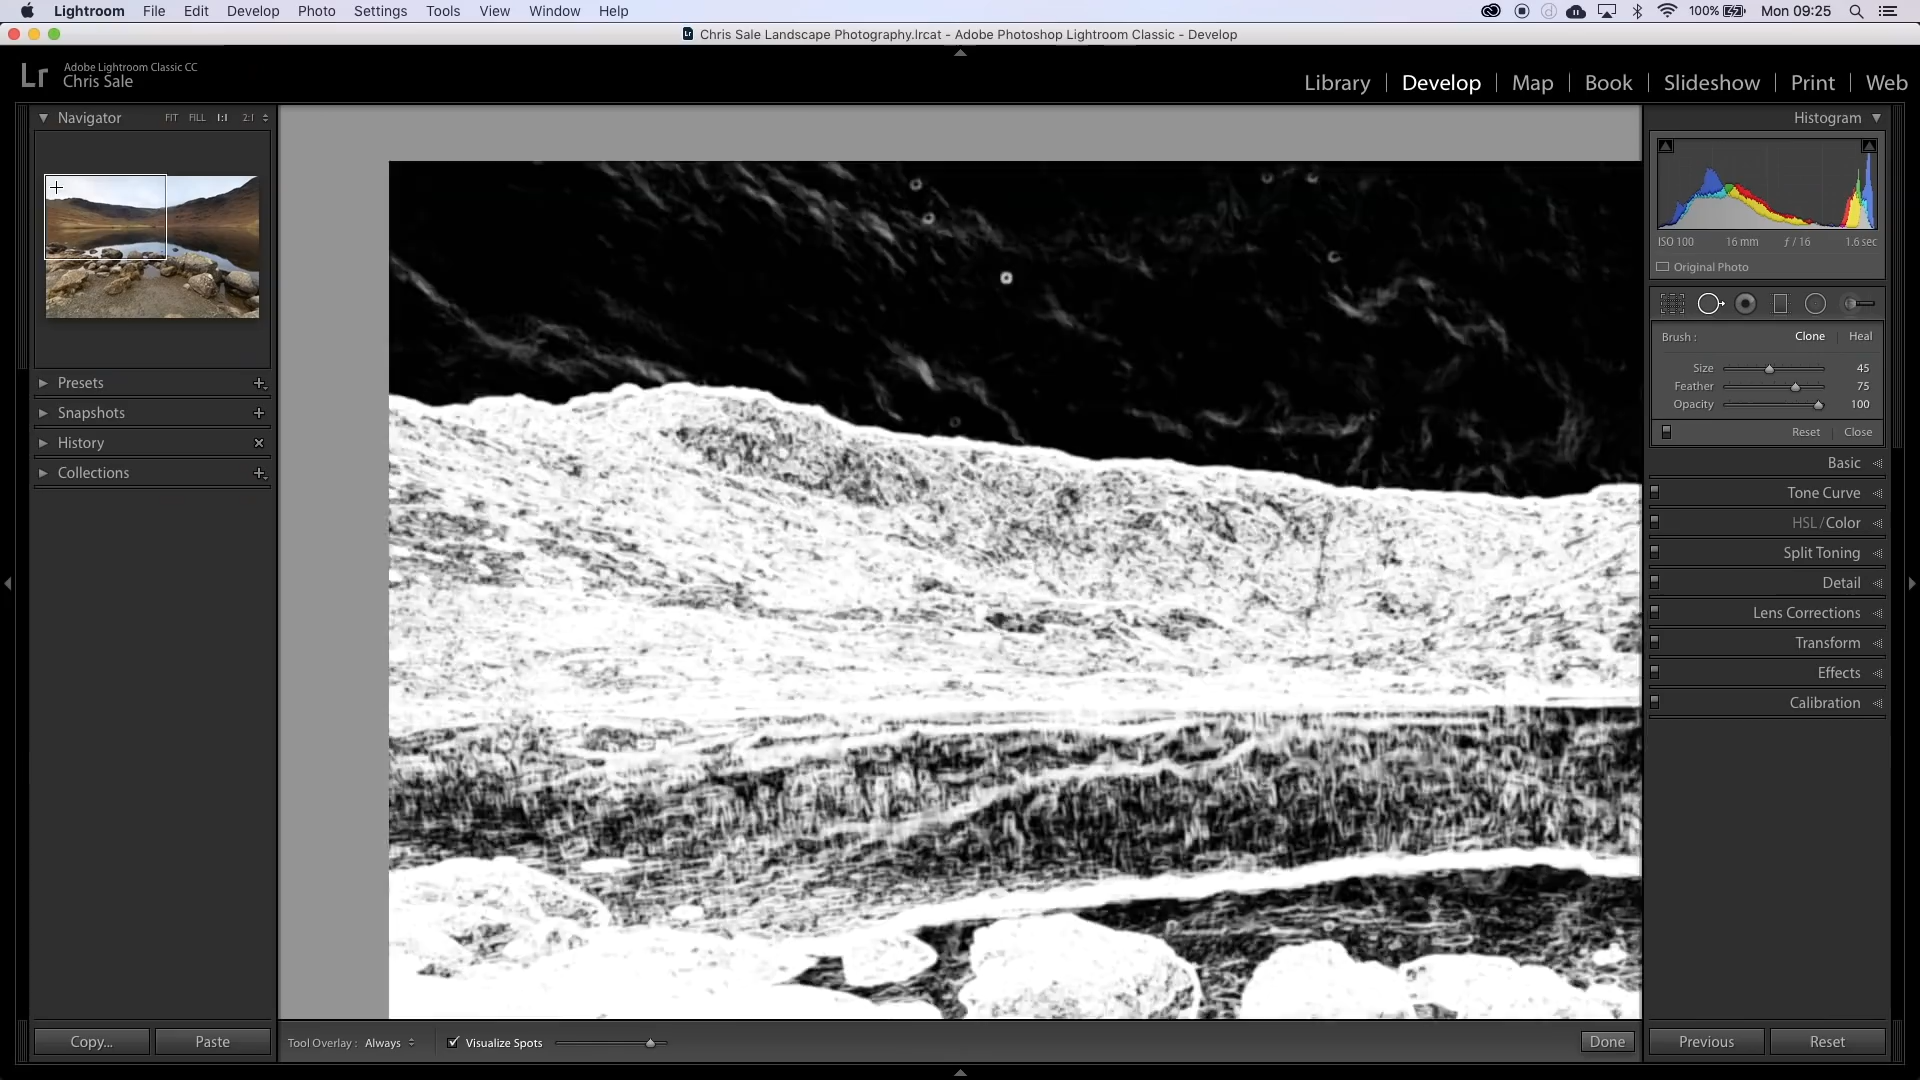 Lightroom File Edit Develop Photo Settings Tools View Window Help 100% Mon 09:25
Lr Chris Sale Landscape Photography.lrcat - Adobe Photoshop Lightroom Classic - Develop
Lr Adobe Lightroom Classic CC
Chris Sale
Library | Develop | Map | Book | Slideshow | Print | Web
Navigator FIT FILL 1:1 2:1
Presets
Snapshots
History
Collections
Copy... Paste
Tool Overlay : Always Visualize Spots Done
Histogram
ISO 100 16 mm ƒ / 16 1.6 sec
Original Photo
Brush : Clone | Heal
Size 45
Feather 75
Opacity 100
Reset | Close
Basic
Tone Curve
HSL / Color
Split Toning
Detail
Lens Corrections
Transform
Effects
Calibration
Previous Reset